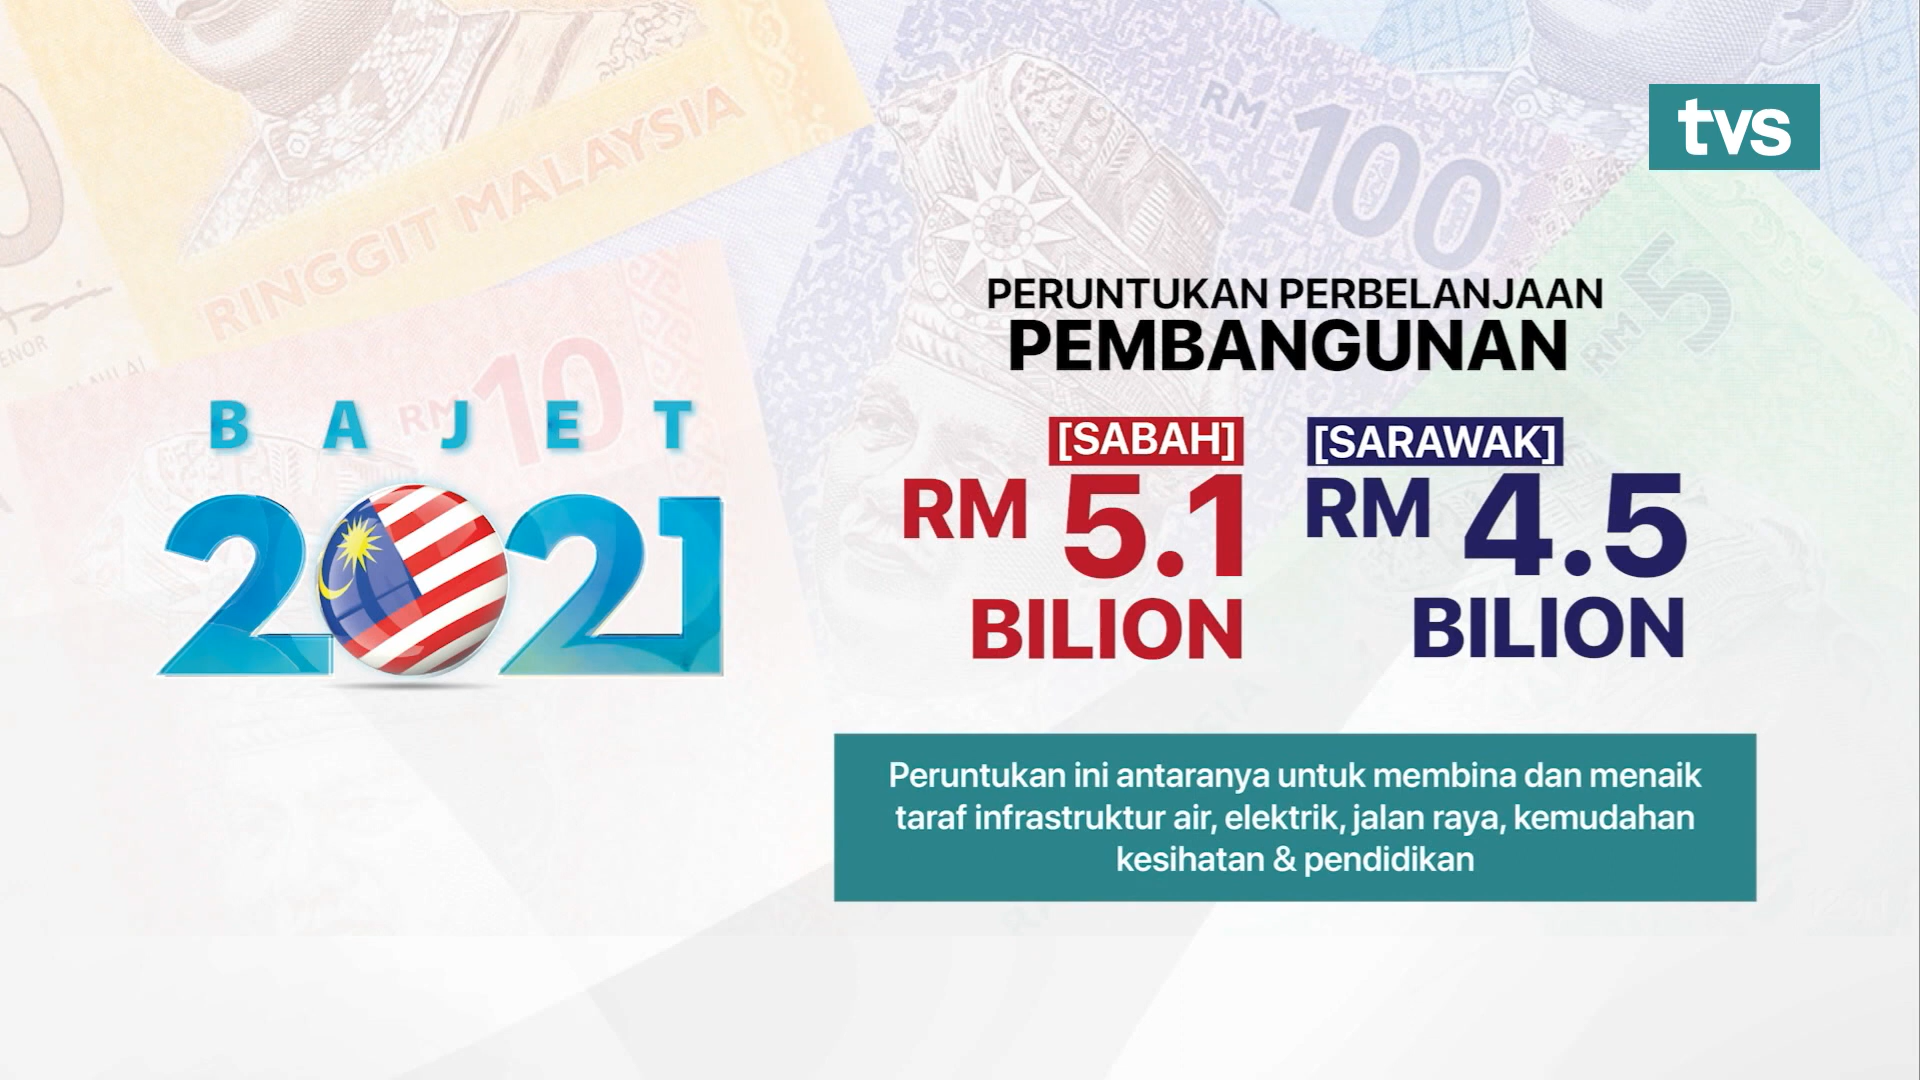 RINGGIT MALAYSIA
RM 100
tvs
RM 5
RM 10
BAJET
2021
PERUNTUKAN PERBELANJAAN
PEMBANGUNAN
[SABAH]
RM 5.1
BILION
[SARAWAK]
RM 4.5
BILION
Peruntukan ini antaranya untuk membina dan menaik
taraf infrastruktur air, elektrik, jalan raya, kemudahan
kesihatan & pendidikan